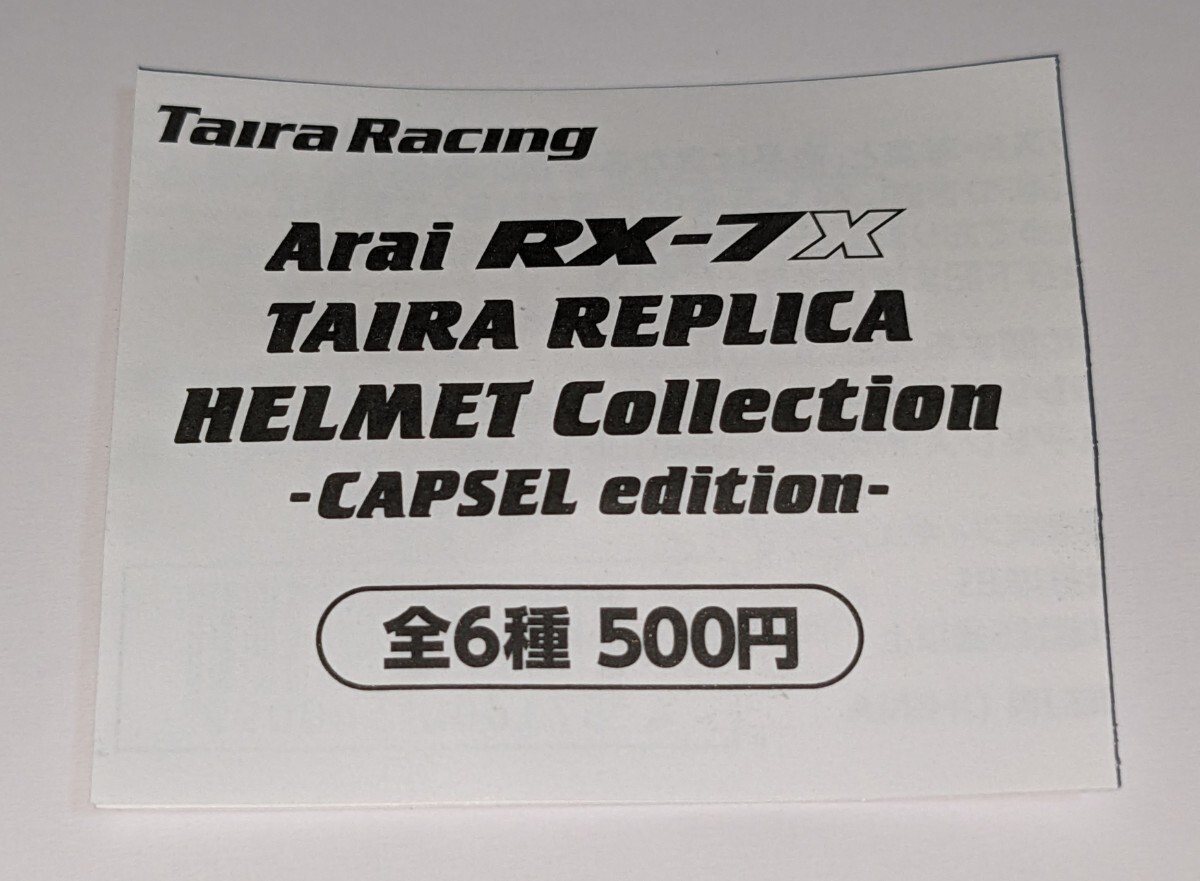 Taira Racing
Arai RX-7X
TAIRA REPLICA
HELMET Collection
-CAPSEL edition-
全6種 500円